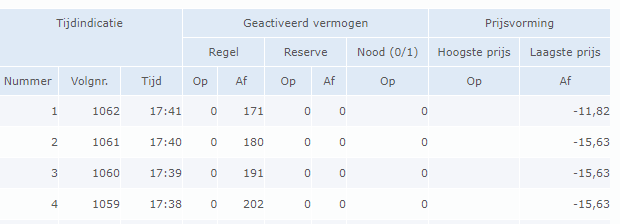 Tijdindicatie Geactiveerd vermogen Prijsvorming
Regel Reserve Nood (0/1) Hoogste prijs Laagste prijs
Nummer Volgnr. Tijd Op Af Op Af Op Op Af
1 1062 17:41 0 171 0 0 0 -11,82
2 1061 17:40 0 180 0 0 0 -15,63
3 1060 17:39 0 191 0 0 0 -15,63
4 1059 17:38 0 202 0 0 0 -15,63